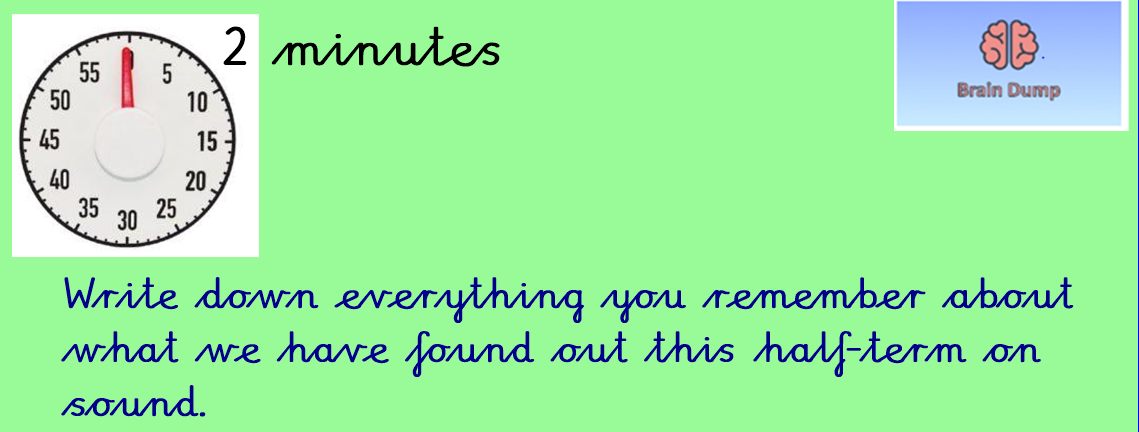 2 minutes
55
5
50
10
45
15
40
20
35
25
30
Brain Dump
Write down everything you remember about
what we have found out this half-term on
sound.